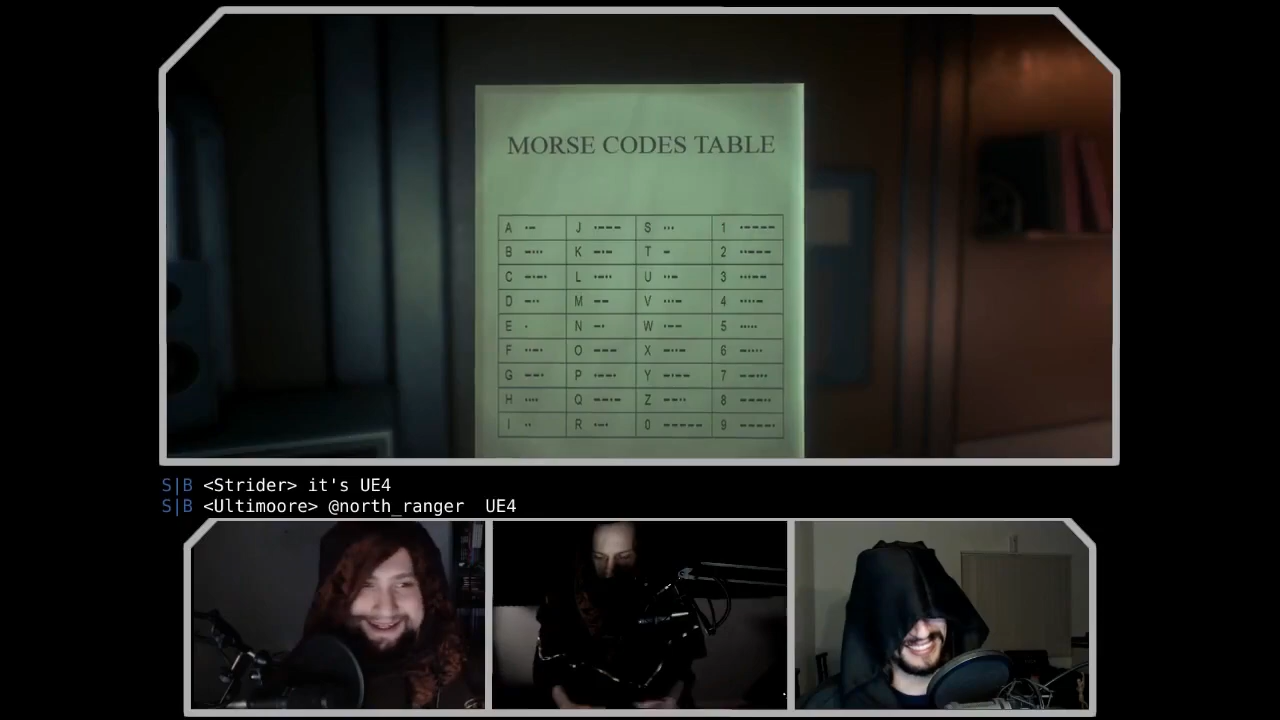 MORSE CODES TABLE
A ·– J ·––– S ··· 1 ·––––
B –··· K –·– T – 2 ··–––
C –·–· L ·–·· U ··– 3 ···––
D –·· M –– V ···– 4 ····–
E · N –· W ·–– 5 ·····
F ··–· O ––– X –··– 6 –····
G ––· P ·––· Y –·–– 7 ––···
H ···· Q ––·– Z ––·· 8 –––··
I ·· R ·–· 0 ––––– 9 ––––·
S|B <Strider> it's UE4
S|B <Ultimoore> @north_ranger UE4